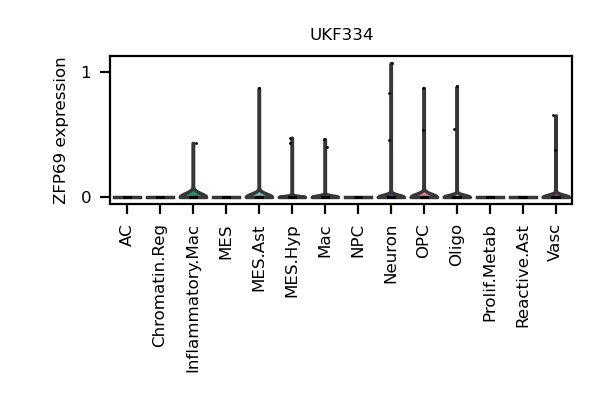 UKF334
ZFP69 expression
1
0
AC
Chromatin.Reg
Inflammatory.Mac
MES
MES.Ast
MES.Hyp
Mac
NPC
Neuron
OPC
Oligo
Prolif.Metab
Reactive.Ast
Vasc